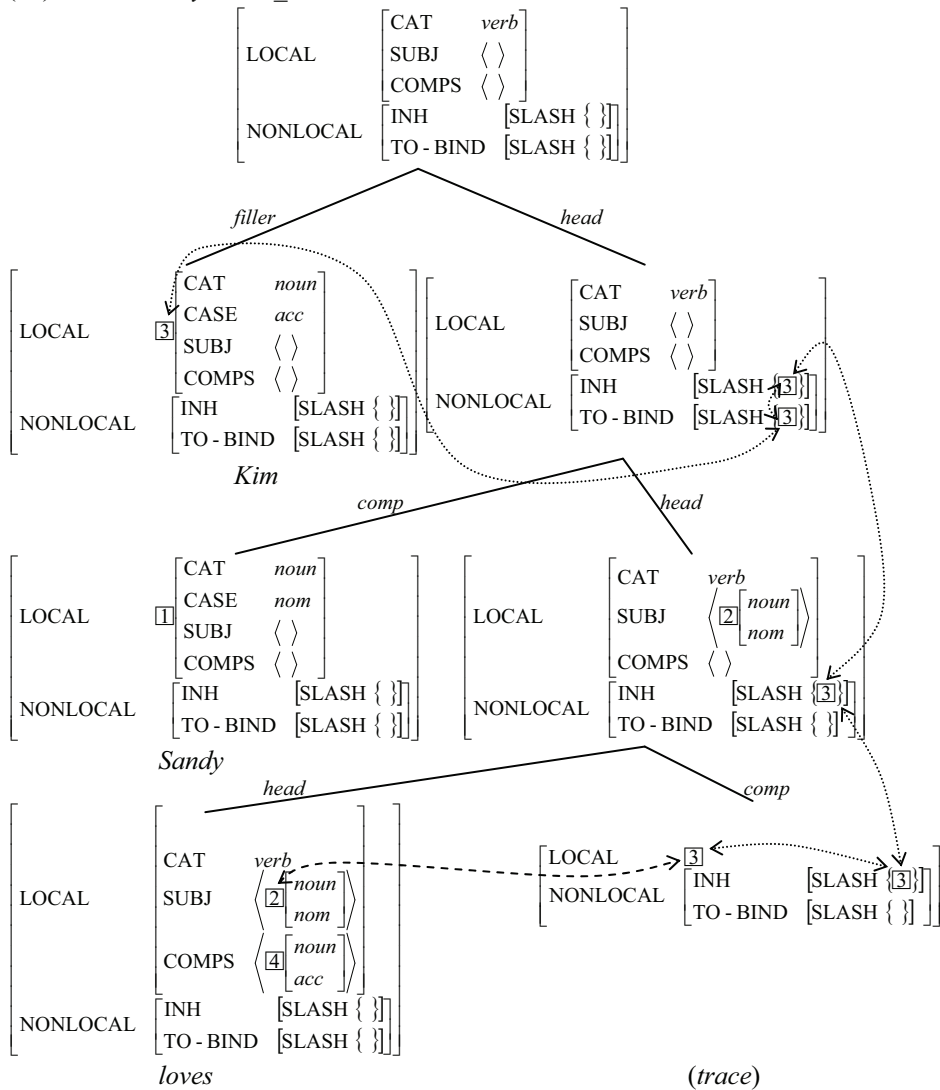 CAT verb
LOCAL SUBJ ⟨ ⟩
COMPS ⟨ ⟩
INH [SLASH { }]
NONLOCAL
TO - BIND [SLASH { }]
filler head
CAT noun
CASE acc
LOCAL 3
SUBJ ⟨ ⟩
COMPS ⟨ ⟩
INH [SLASH { }]
NONLOCAL
TO - BIND [SLASH { }]
Kim
CAT verb
LOCAL SUBJ ⟨ ⟩
COMPS ⟨ ⟩
INH [SLASH {3}]
NONLOCAL
TO - BIND [SLASH {3}]
comp head
CAT noun
CASE nom
LOCAL 1
SUBJ ⟨ ⟩
COMPS ⟨ ⟩
INH [SLASH { }]
NONLOCAL
TO - BIND [SLASH { }]
Sandy
CAT verb
LOCAL SUBJ ⟨ 2 [noun
nom] ⟩
COMPS ⟨ ⟩
INH [SLASH {3}]
NONLOCAL
TO - BIND [SLASH { }]
head comp
CAT verb
LOCAL SUBJ ⟨ 2 [noun
nom] ⟩
COMPS ⟨ 4 [noun
acc] ⟩
INH [SLASH { }]
NONLOCAL
TO - BIND [SLASH { }]
loves
LOCAL 3
INH [SLASH {3}]
NONLOCAL
TO - BIND [SLASH { }]
(trace)